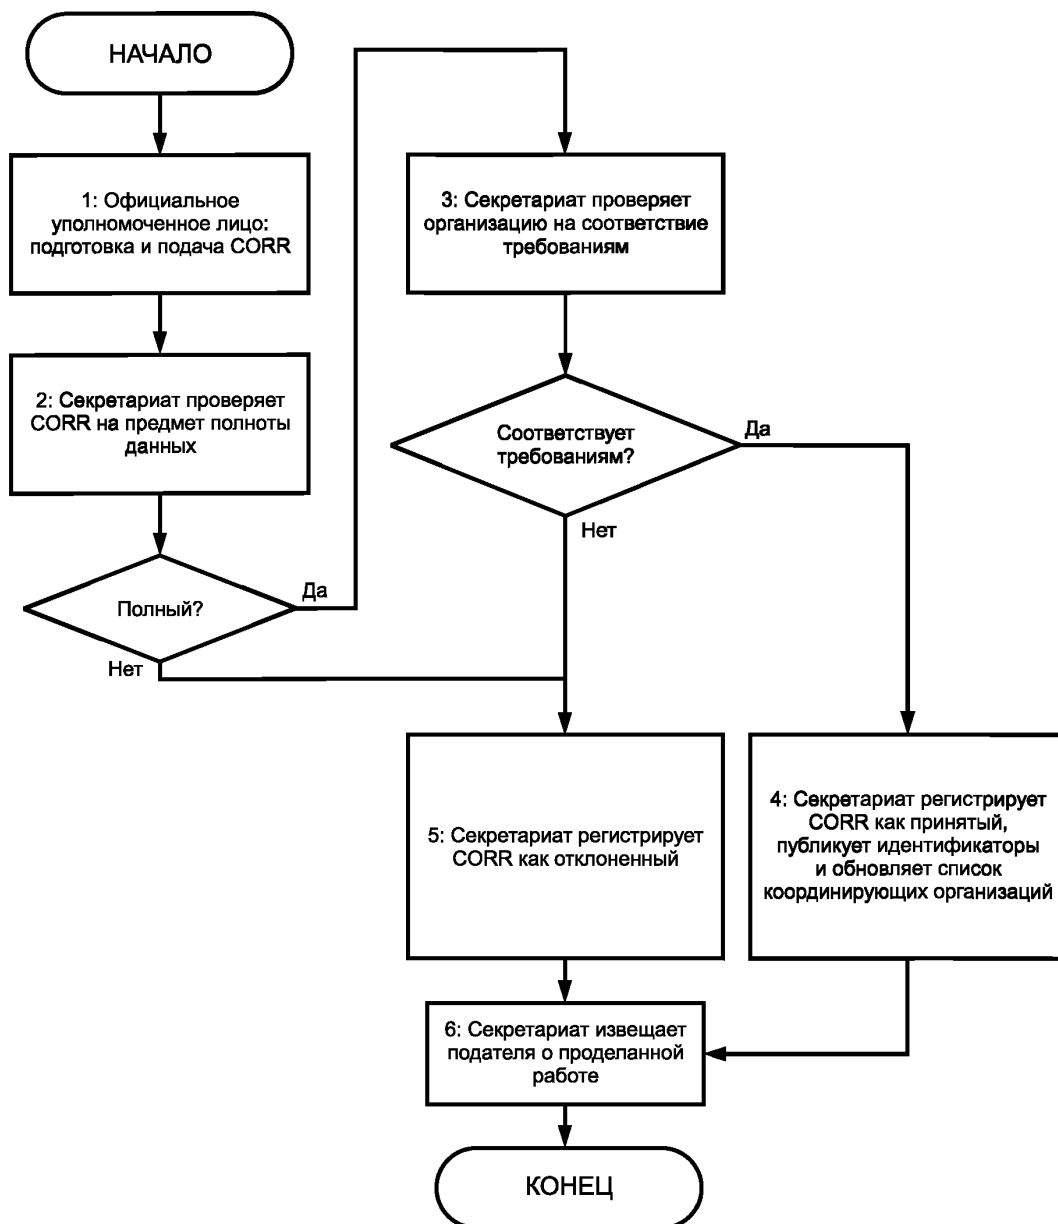 НАЧАЛО
1: Официальное
уполномоченное лицо:
подготовка и подача CORR
2: Секретариат проверяет
CORR на предмет полноты
данных
Полный?
Да
Нет
3: Секретариат проверяет
организацию на соответствие
требованиям
Соответствует
требованиям?
Да
Нет
5: Секретариат регистрирует
CORR как отклоненный
4: Секретариат регистрирует
CORR как принятый,
публикует идентификаторы
и обновляет список
координирующих организаций
6: Секретариат извещает
подателя о проделанной
работе
КОНЕЦ